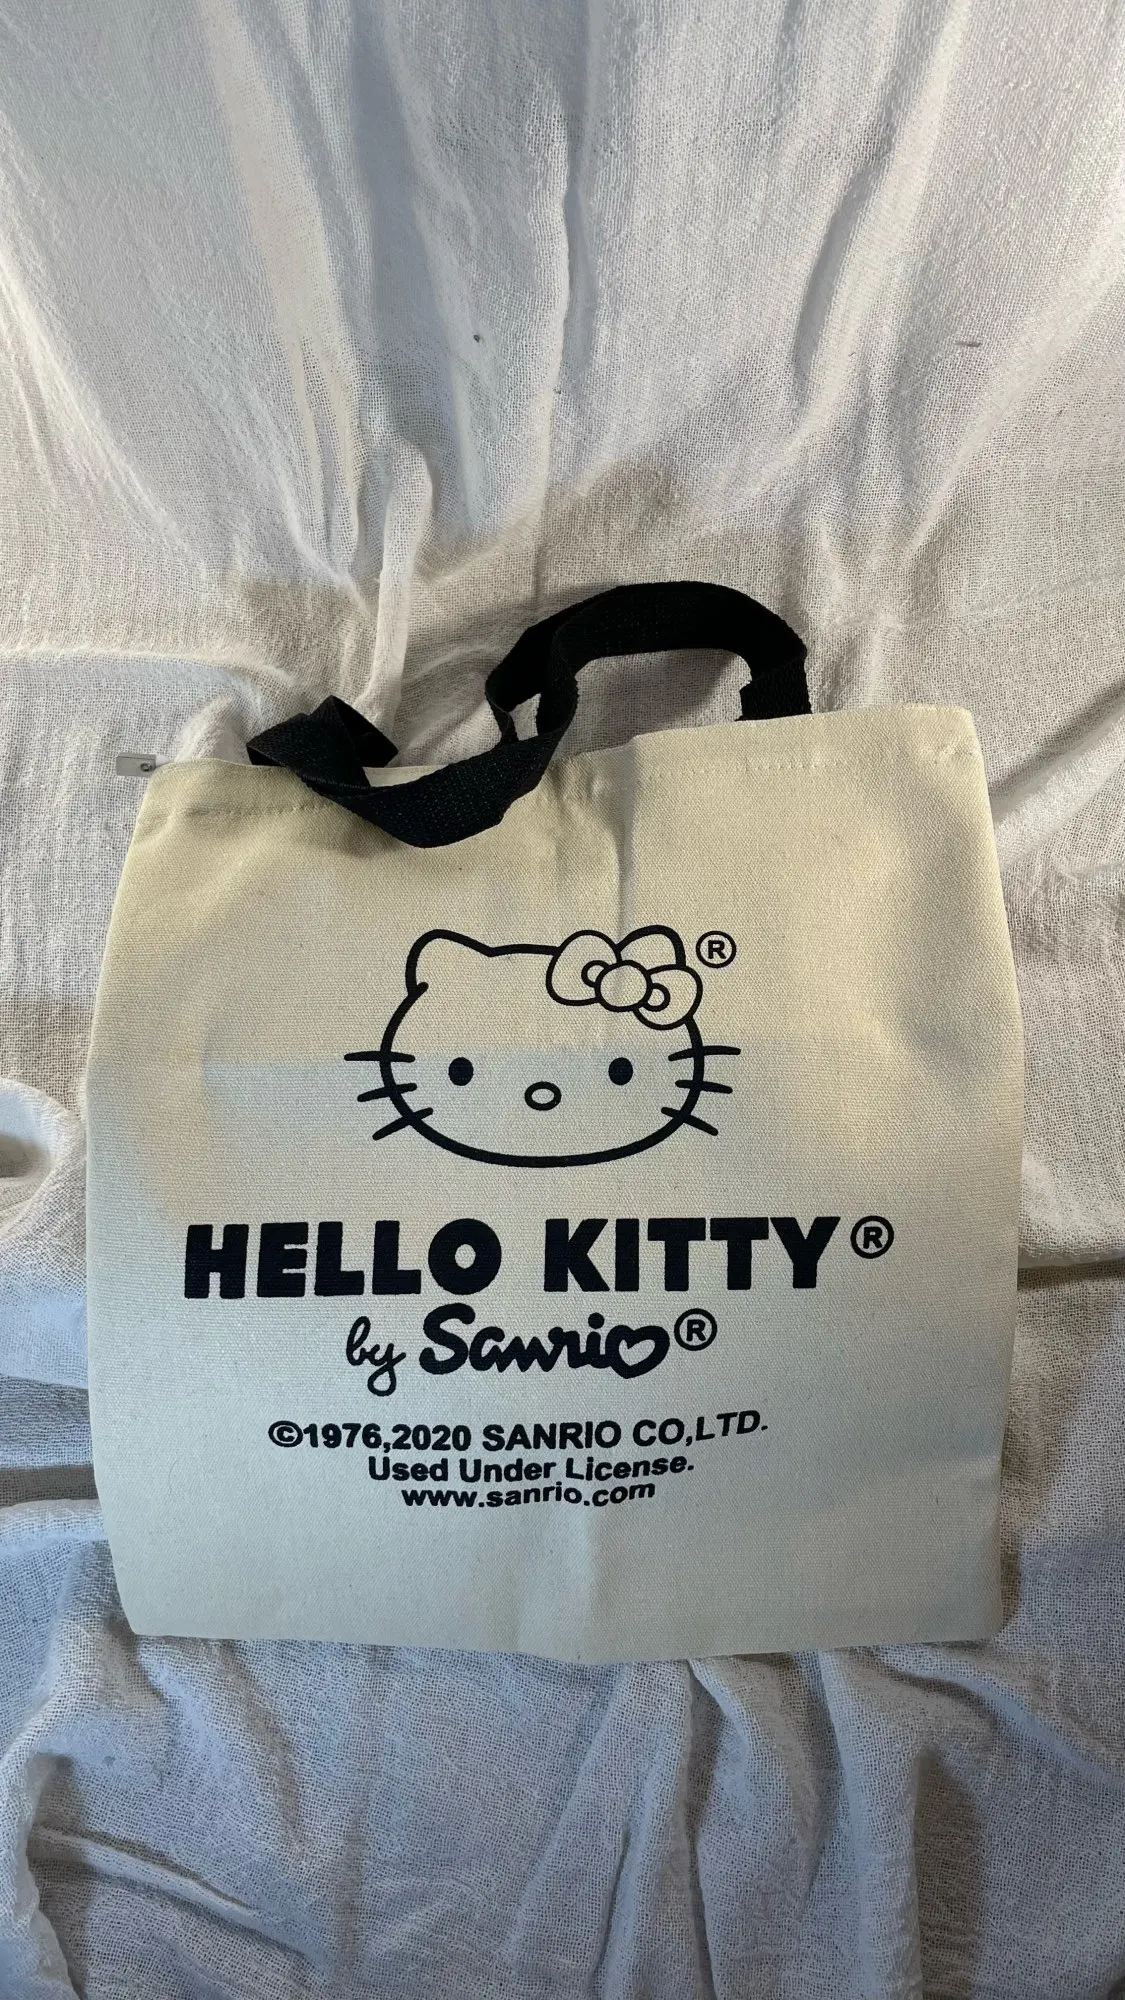 ®
HELLO KITTY®
by Sanrio®
©1976,2020 SANRIO CO,LTD.
Used Under License.
www.sanrio.com